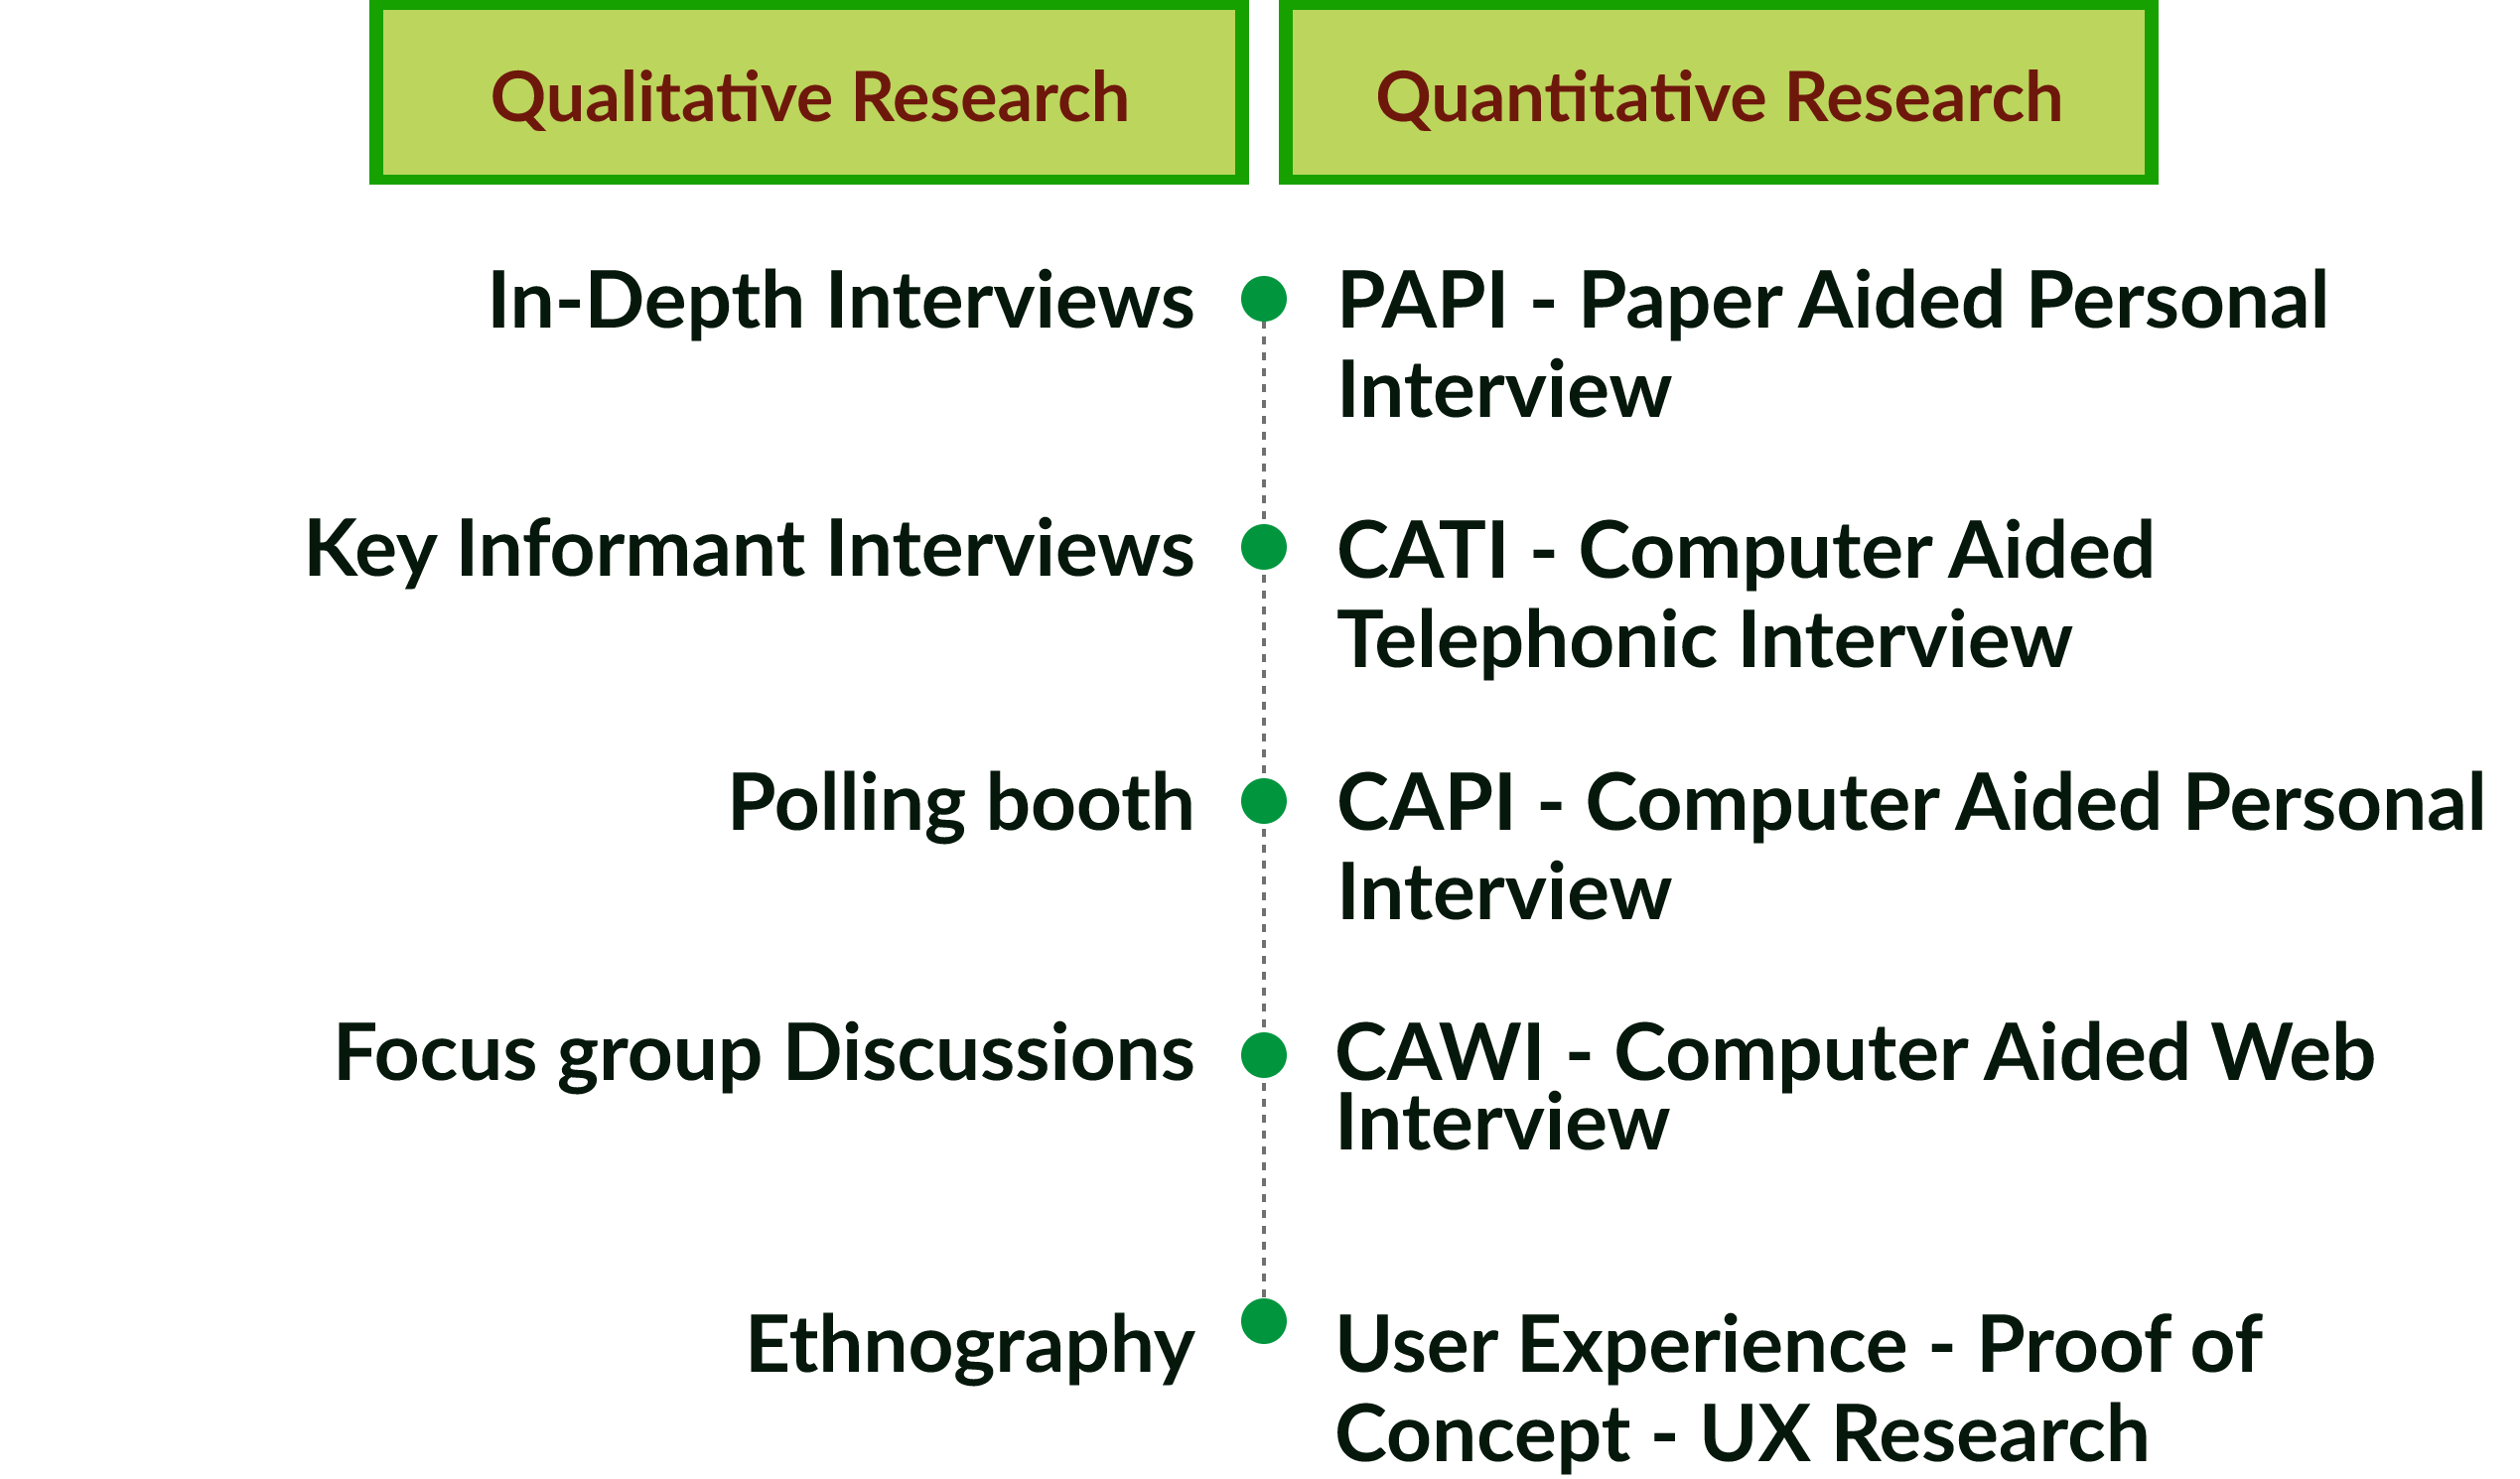 Qualitative Research
Quantitative Research
In-Depth Interviews
PAPI - Paper Aided Personal
Interview
Key Informant Interviews
CATI - Computer Aided
Telephonic Interview
Polling booth
CAPI - Computer Aided Personal
Interview
Focus group Discussions
CAWI - Computer Aided Web
Interview
Ethnography
User Experience - Proof of
Concept - UX Research